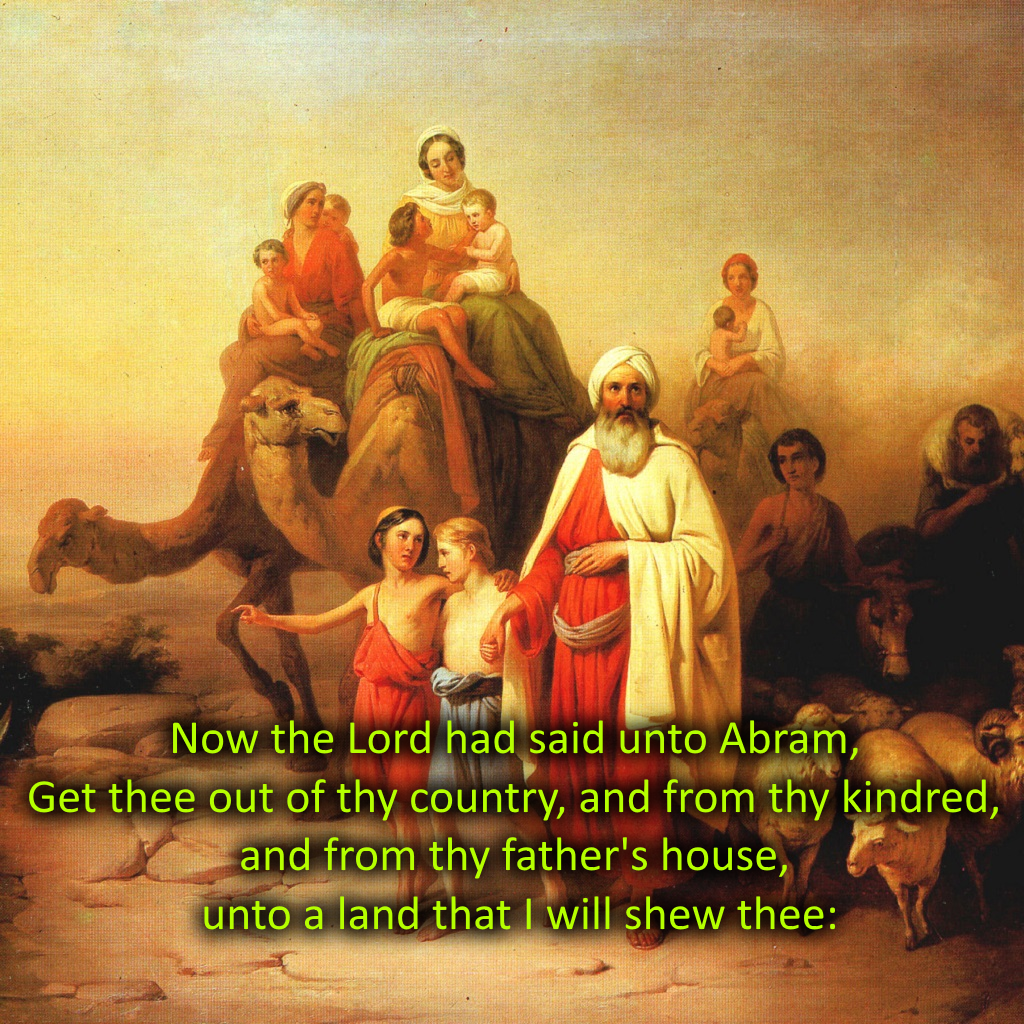 Now the Lord had said unto Abram,
Get thee out of thy country, and from thy kindred,
and from thy father's house,
unto a land that I will shew thee: